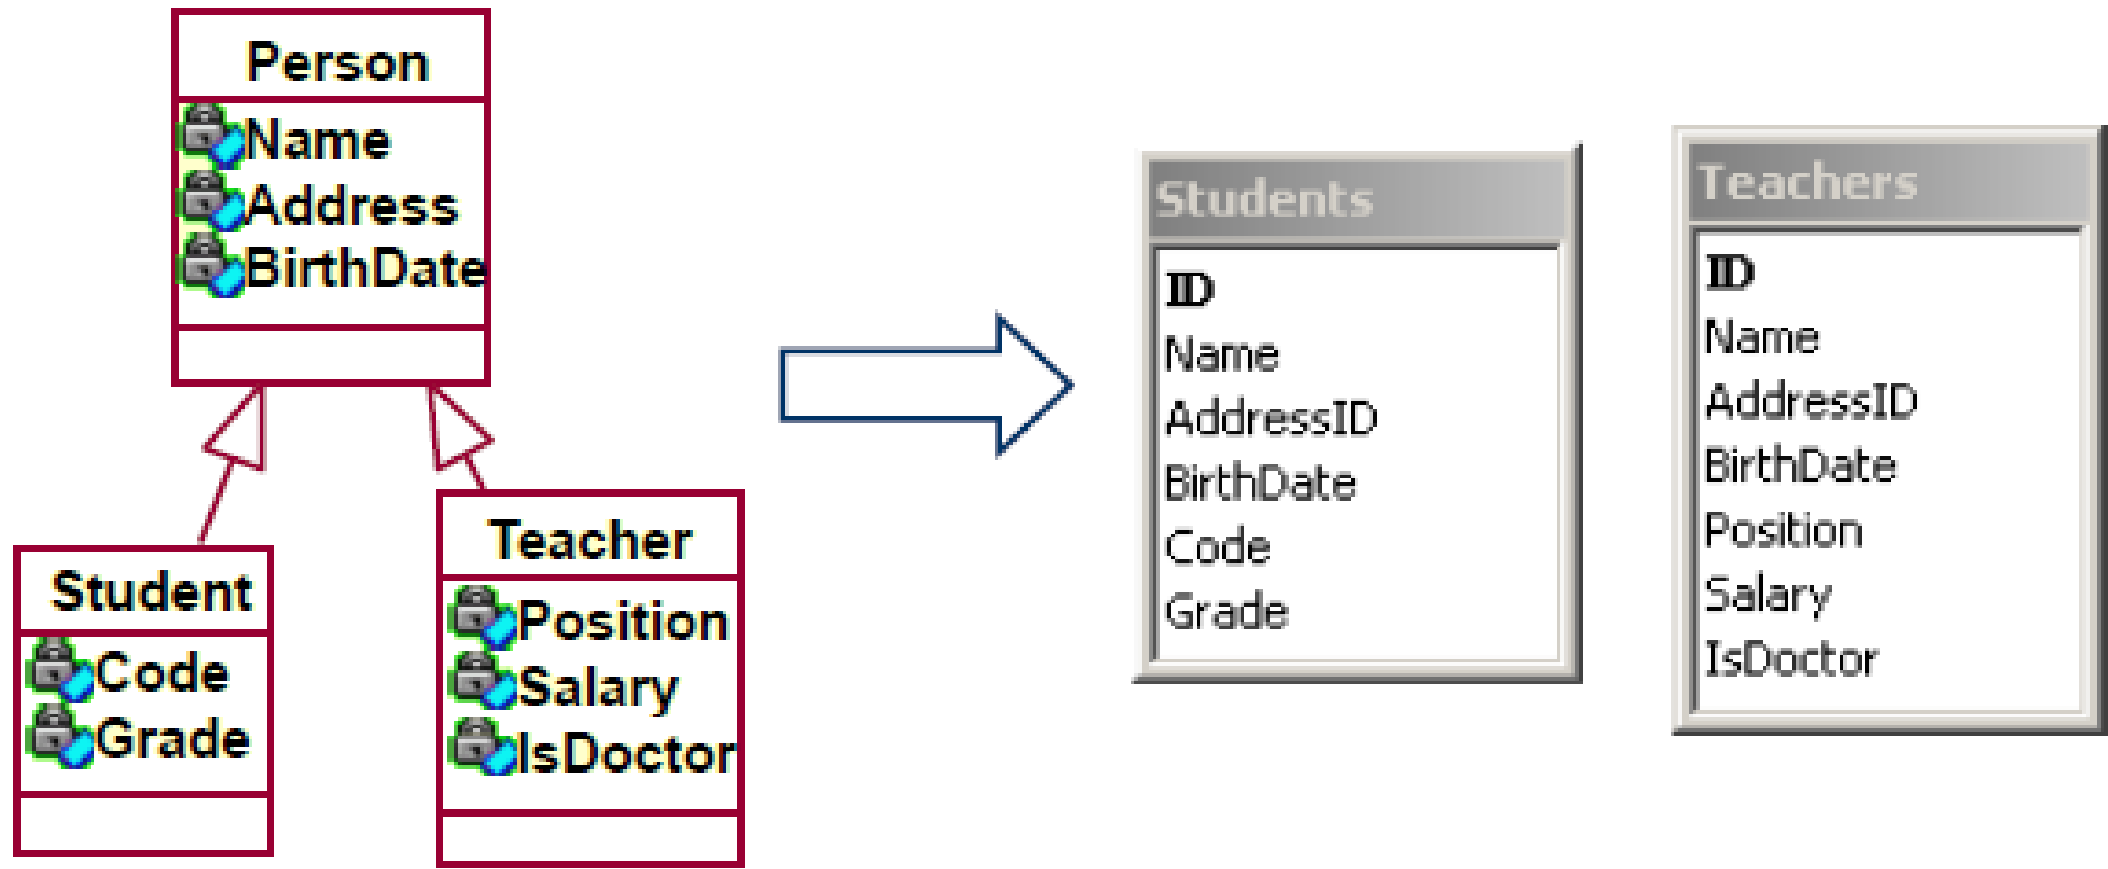 Person
Name
Address
BirthDate
Student
Code
Grade
Teacher
Position
Salary
IsDoctor
Students
ID
Name
AddressID
BirthDate
Code
Grade
Teachers
ID
Name
AddressID
BirthDate
Position
Salary
IsDoctor